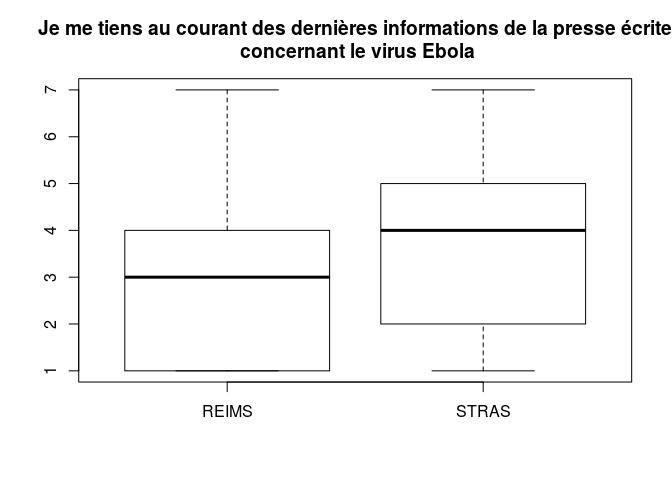 Je me tiens au courant des dernières informations de la presse écrite
concernant le virus Ebola
7
6
5
4
3
2
1
REIMS STRAS